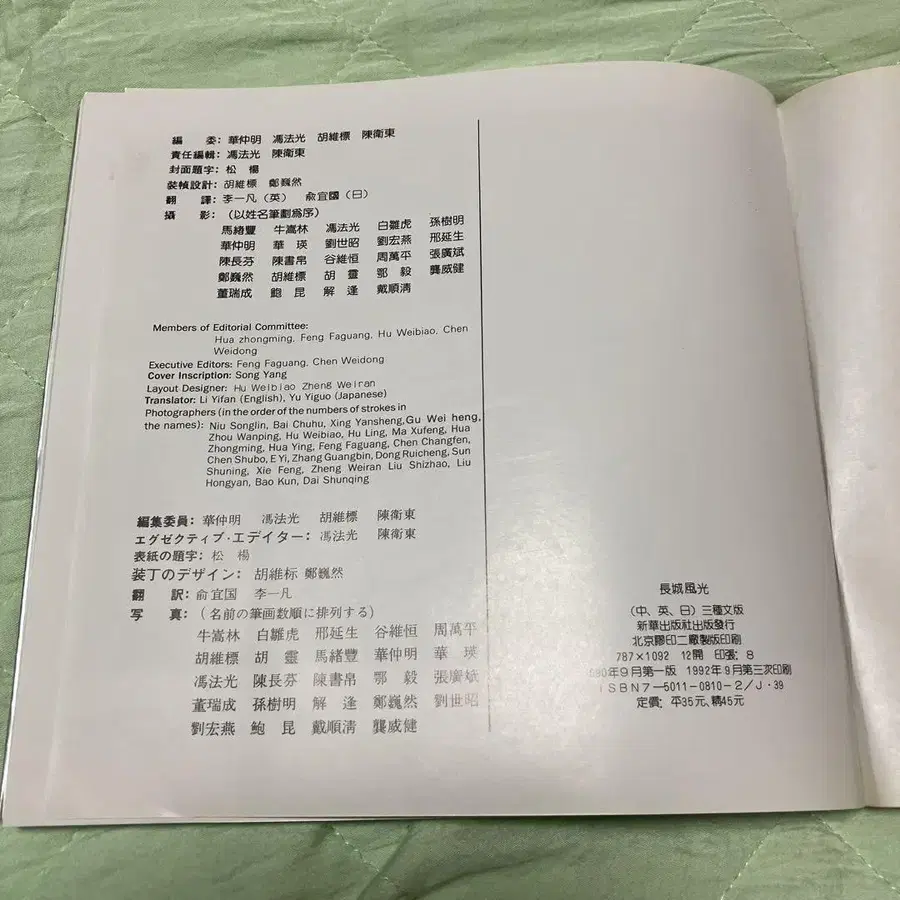 編　委：華仲明　馮法光　胡維標　陳衛東
責任編輯：馮法光　陳衛東
封面題字：松　楊
裝幀設計：胡維標　鄭巍然
翻　譯：李一凡（英）　俞宜國（日）
攝　影：（以姓名筆劃爲序）
馬緒豐　牛嵩林　馮法光　白雛虎　孫樹明
華仲明　華　瑛　劉世昭　劉宏燕　邢延生
陳長芬　陳書帛　谷維恒　周萬平　張廣斌
鄭巍然　胡維標　胡　靈　鄂　毅　龔威健
董瑞成　鮑　昆　解　逢　戴順清
Members of Editorial Committee:
Hua zhongming, Feng Faguang, Hu Weibiao, Chen
Weidong
Executive Editors: Feng Faguang, Chen Weidong
Cover Inscription: Song Yang
Layout Designer: Hu Weibiao Zheng Weiran
Translator: Li Yifan (English), Yu Yiguo (Japanese)
Photographers (in the order of the numbers of strokes in
the names): Niu Songlin, Bai Chuhu, Xing Yansheng, Gu Wei heng,
Zhou Wanping, Hu Weibiao, Hu Ling, Ma Xufeng, Hua
Zhongming, Hua Ying, Feng Faguang, Chen Changfen,
Chen Shubo, E Yi, Zhang Guangbin, Dong Ruicheng, Sun
Shuning, Xie Feng, Zheng Weiran Liu Shizhao, Liu
Hongyan, Bao Kun, Dai Shunqing
編集委員：華仲明　馮法光　胡維標　陳衛東
エグゼクティブ・エデイター：馮法光　陳衛東
表紙の題字：松　楊
装丁のデザイン：胡維标 鄭巍然
翻　訳：俞宜国　李一凡
写　真：（名前の筆画数順に排列する）
牛嵩林　白雛虎　邢延生　谷維恒　周萬平
胡維標　胡　靈　馬緒豐　華仲明　華　瑛
馮法光　陳長芬　陳書帛　鄂　毅　張廣斌
董瑞成　孫樹明　解　逢　鄭巍然　劉世昭
劉宏燕　鮑　昆　戴順清　龔威健
長城風光
（中、英、日）三種文版
新華出版社出版發行
北京膠印二廠製版印刷
787×1092　12開　印張：8
990年9月第一版　1992年9月第三次印刷
ISBN7-5011-0810-2/J·39
定價：平35元、精45元